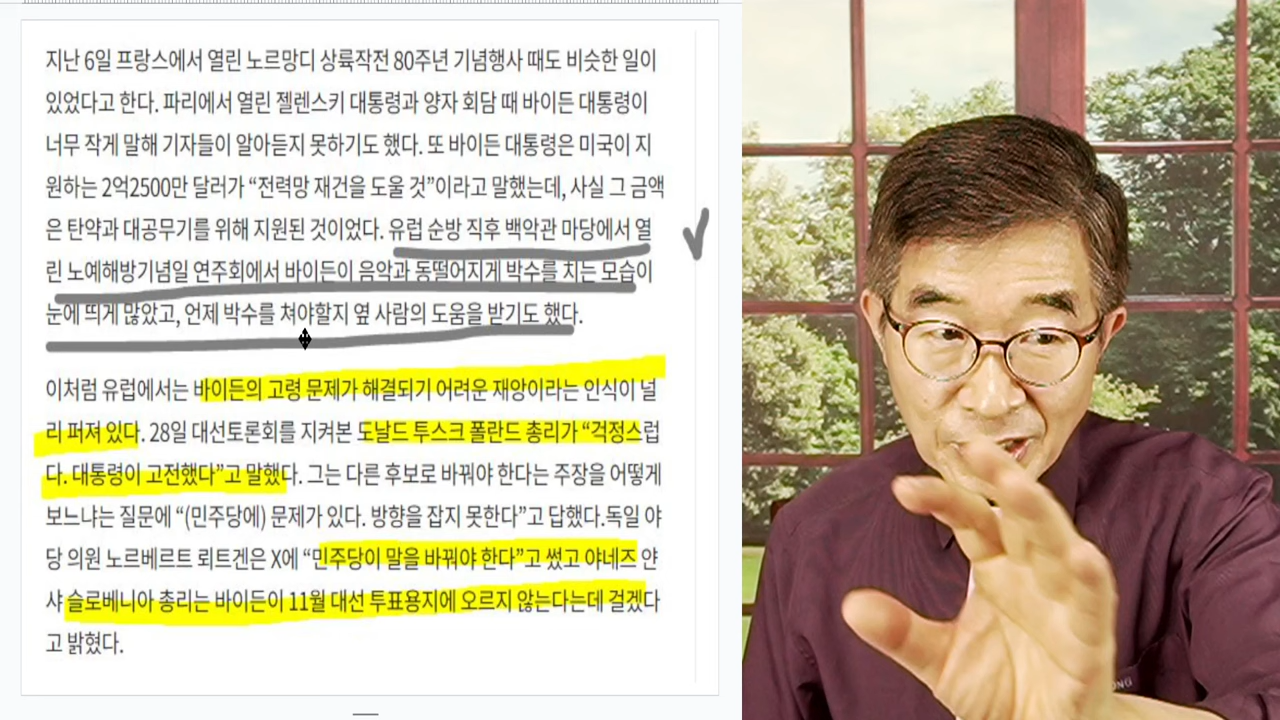 지난 6일 프랑스에서 열린 노르망디 상륙작전 80주년 기념행사 때도 비슷한 일이
있었다고 한다. 파리에서 열린 젤렌스키 대통령과 양자 회담 때 바이든 대통령이
너무 작게 말해 기자들이 알아듣지 못하기도 했다. 또 바이든 대통령은 미국이 지
원하는 2억2500만 달러가 “전력망 재건을 도울 것”이라고 말했는데, 사실 그 금액
은 탄약과 대공무기를 위해 지원된 것이었다. 유럽 순방 직후 백악관 마당에서 열
린 노예해방기념일 연주회에서 바이든이 음악과 동떨어지게 박수를 치는 모습이
눈에 띄게 많았고, 언제 박수를 쳐야할지 옆 사람의 도움을 받기도 했다.
이처럼 유럽에서는 바이든의 고령 문제가 해결되기 어려운 재앙이라는 인식이 널
리 퍼져 있다. 28일 대선토론회를 지켜본 도날드 투스크 폴란드 총리가 “걱정스럽
다. 대통령이 고전했다”고 말했다. 그는 다른 후보로 바꿔야 한다는 주장을 어떻게
보느냐는 질문에 “(민주당에) 문제가 있다. 방향을 잡지 못한다”고 답했다.독일 야
당 의원 노르베르트 뢰트겐은 X에 “민주당이 말을 바꿔야 한다”고 썼고 야네즈 얀
샤 슬로베니아 총리는 바이든이 11월 대선 투표용지에 오르지 않는다는데 걸겠다
고 밝혔다.